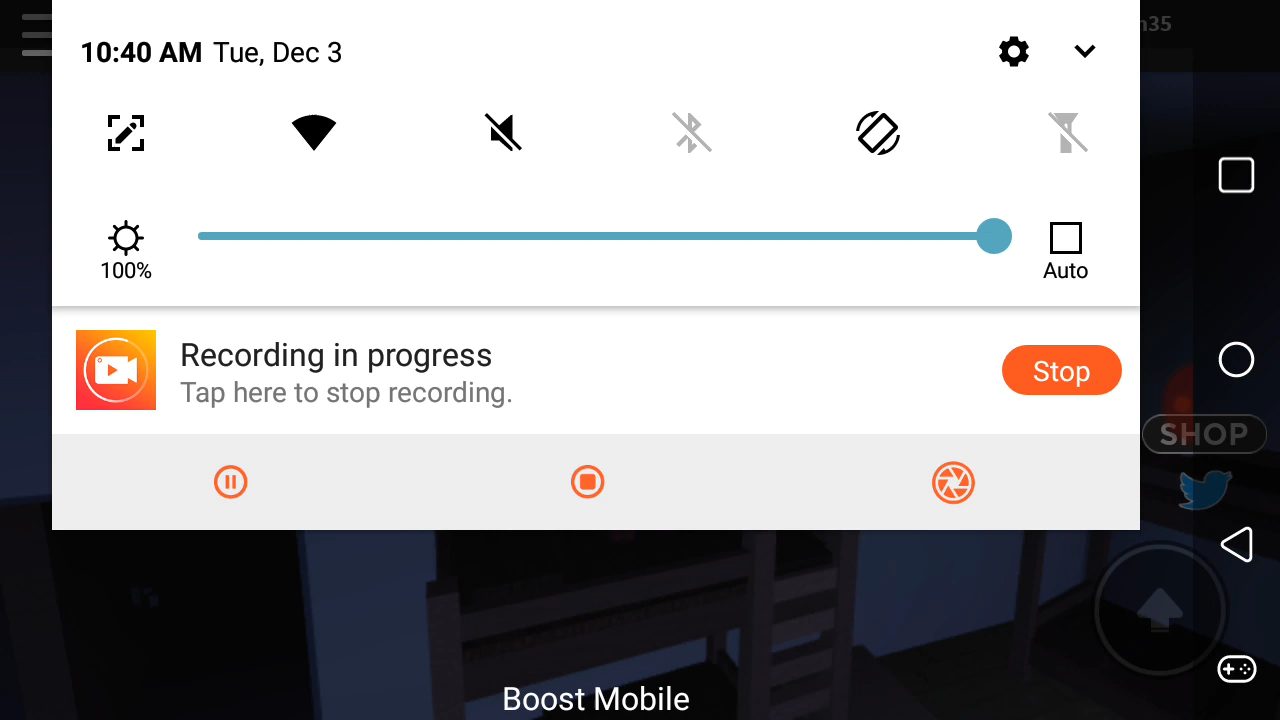 n35
10:40 AM Tue, Dec 3
100%
Auto
Recording in progress
Tap here to stop recording.
Stop
SHOP
Boost Mobile